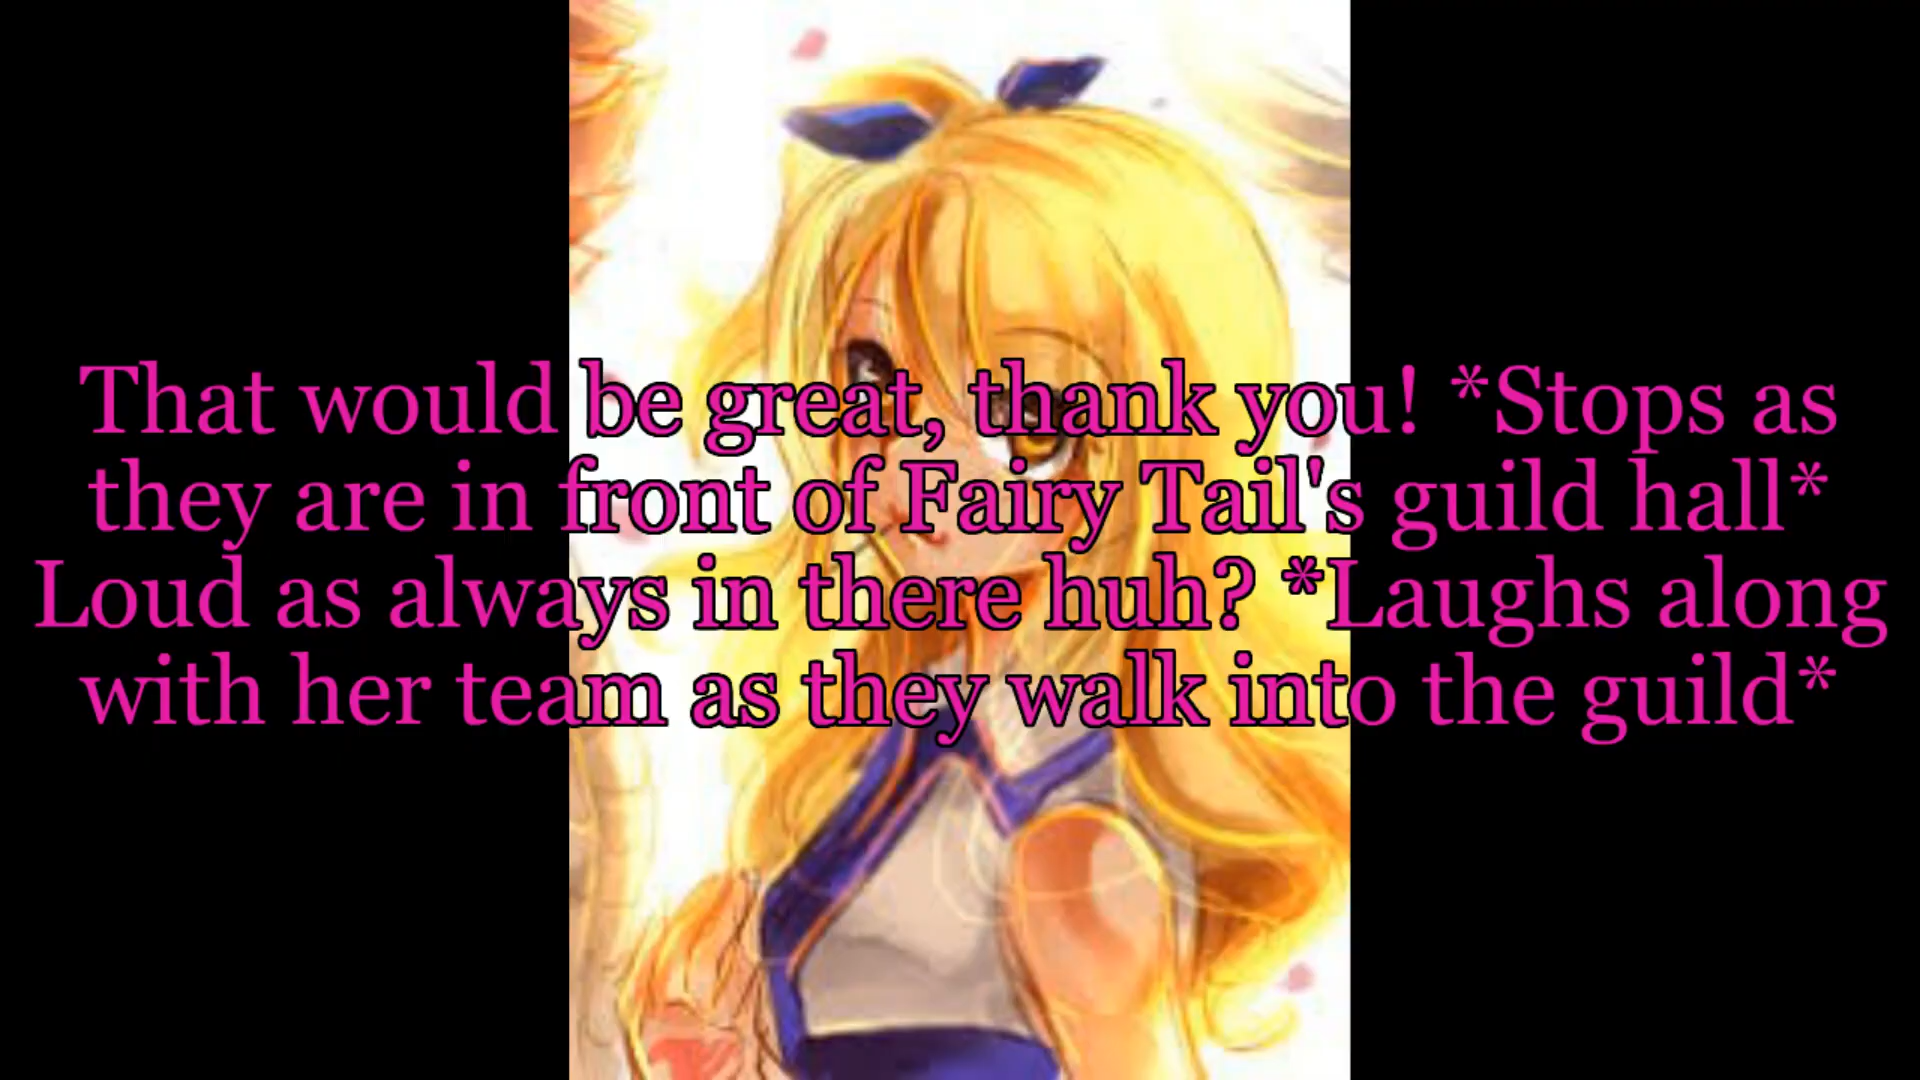 That would be great, thank you! *Stops as
they are in front of Fairy Tail's guild hall*
Loud as always in there huh? *Laughs along
with her team as they walk into the guild*